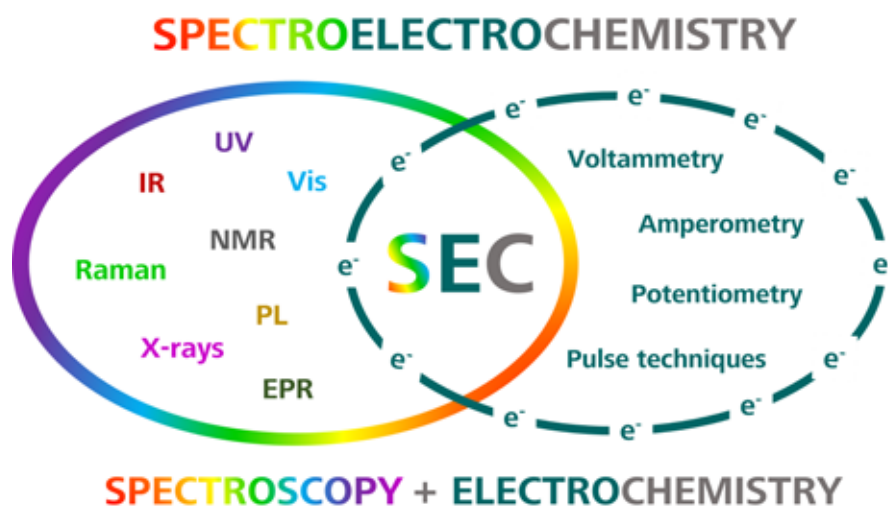 SPECTROELECTROCHEMISTRY
e-
e-
e-
e-
e-
UV
Voltammetry
IR
Vis
Amperometry
NMR
SEC
Raman
e-
e
Potentiometry
PL
X-rays
Pulse techniques
e-
e-
EPR
e-
e-
e-
SPECTROSCOPY + ELECTROCHEMISTRY